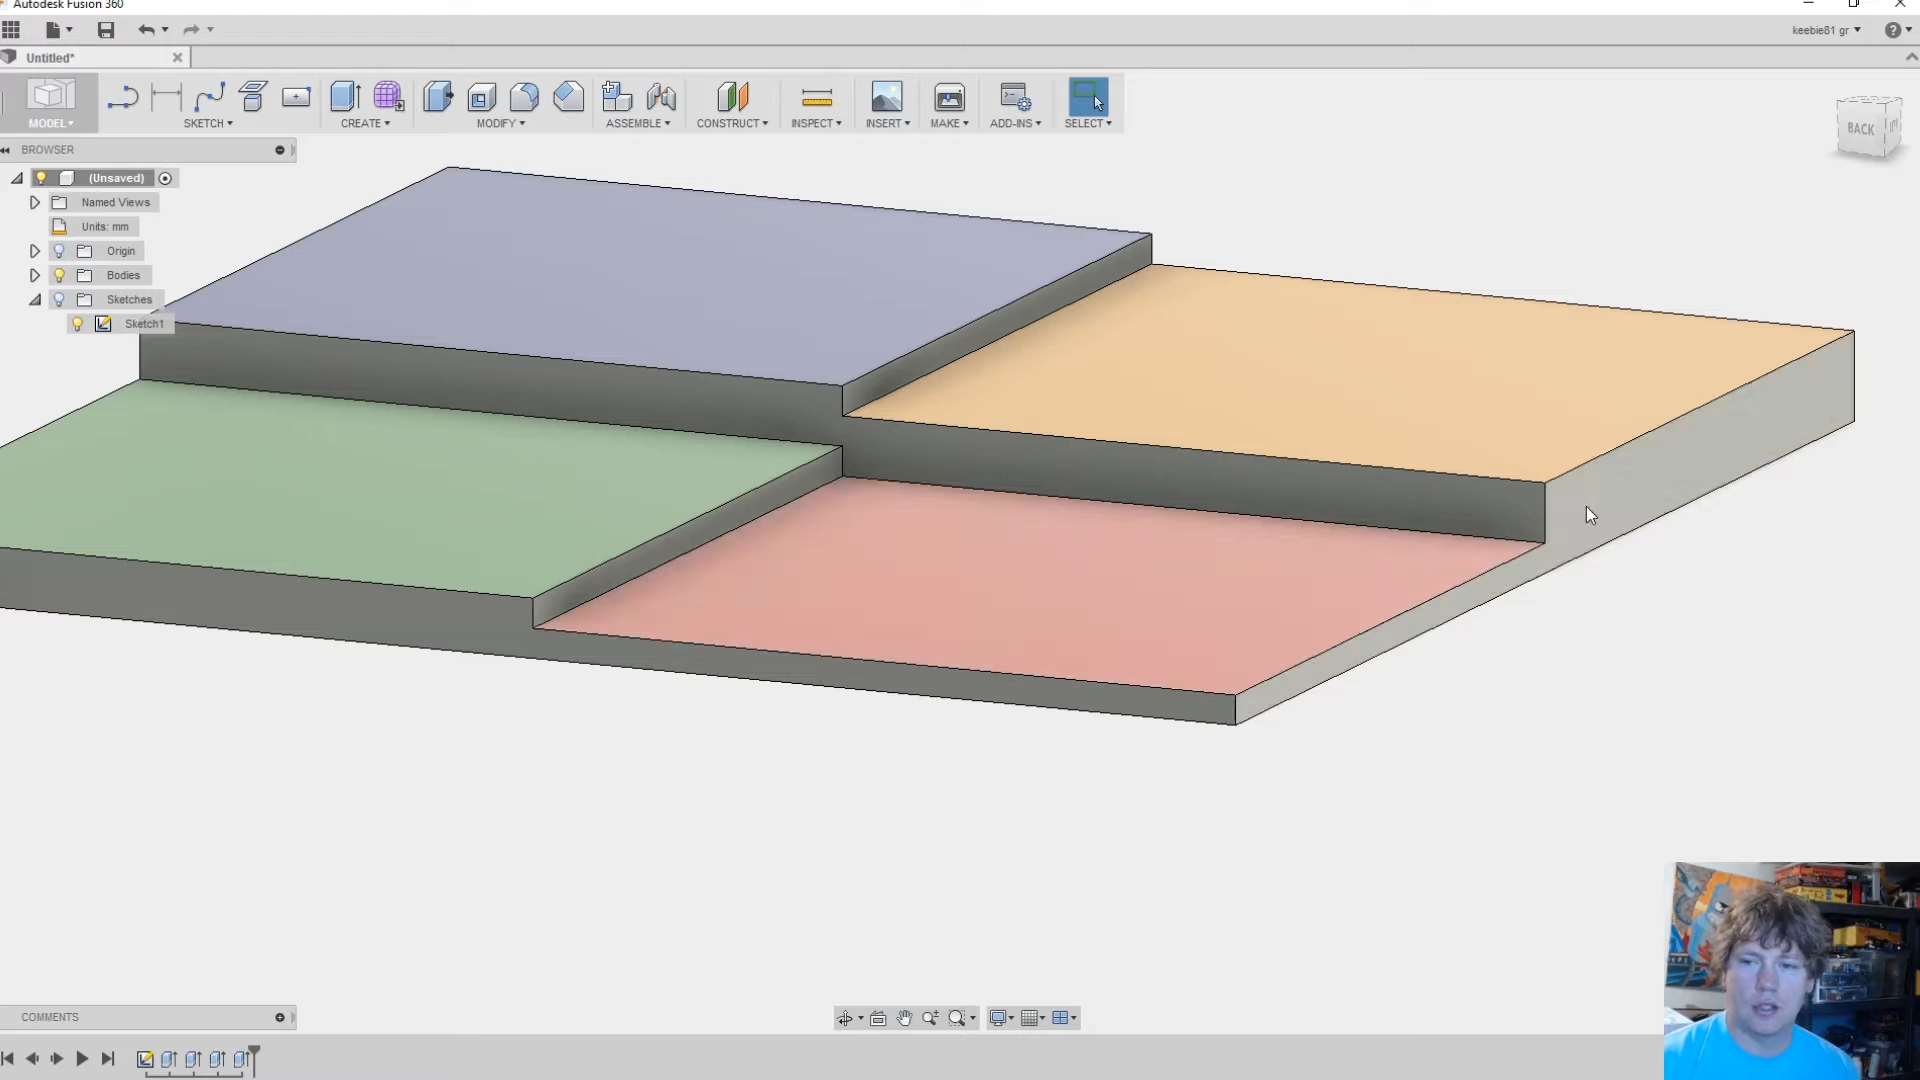 Autodesk Fusion 360
keebie81 gr
Untitled*
MODEL
SKETCH
CREATE
MODIFY
ASSEMBLE
CONSTRUCT
INSPECT
INSERT
MAKE
ADD-INS
SELECT
BACK
BROWSER
(Unsaved)
Named Views
Units: mm
Origin
Bodies
Sketches
Sketch1
COMMENTS